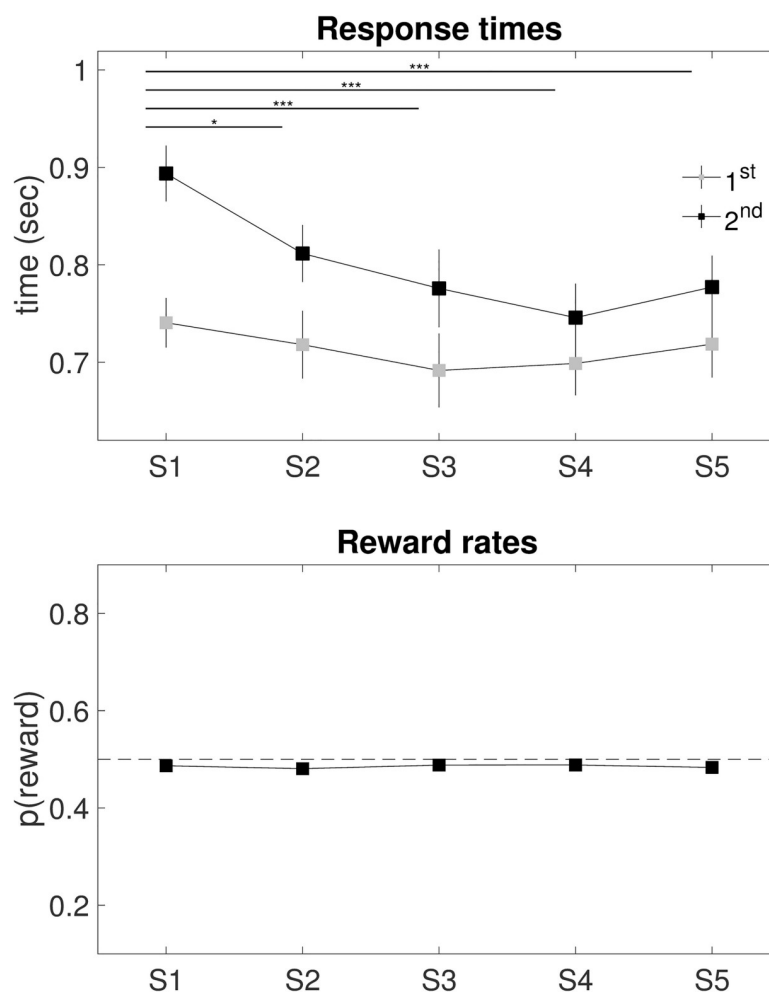 Response times
1
***
***
***
*
0.9
1st
2nd
0.8
0.7
time (sec)
S1 S2 S3 S4 S5
Reward rates
0.8
0.6
0.4
0.2
p(reward)
S1 S2 S3 S4 S5